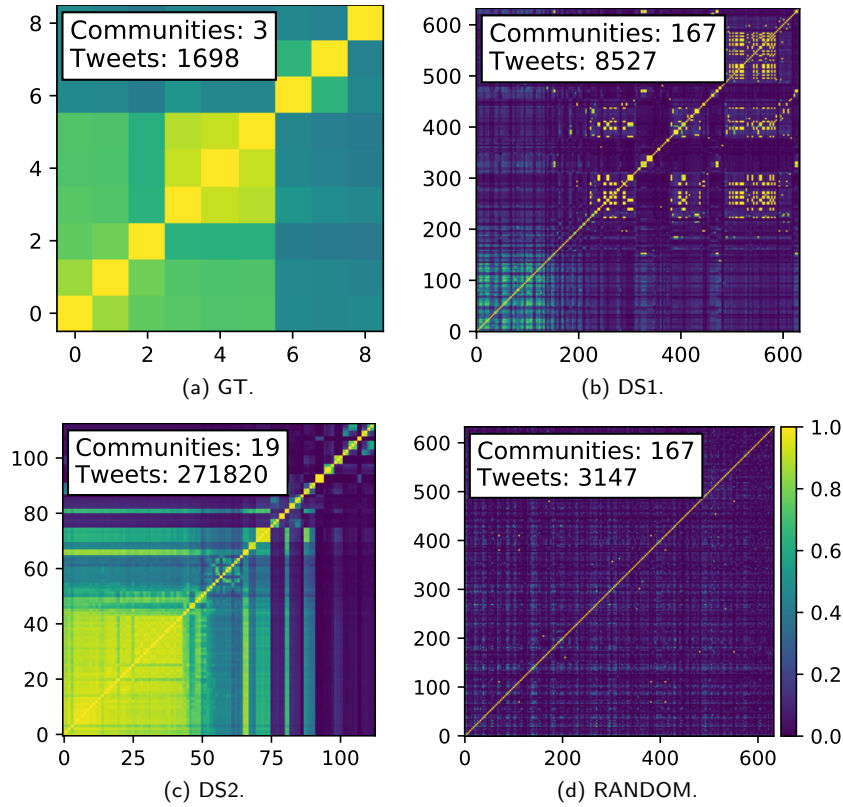 Communities: 3
Tweets: 1698
8
6
4
2
0
0 2 4 6 8
(a) GT.
Communities: 167
Tweets: 8527
600
500
400
300
200
100
0
0 200 400 600
(b) DS1.
Communities: 19
Tweets: 271820
100
80
60
40
20
0
0 25 50 75 100
(c) DS2.
Communities: 167
Tweets: 3147
600
500
400
300
200
100
0
0 200 400 600
(d) RANDOM.
1.0
0.8
0.6
0.4
0.2
0.0